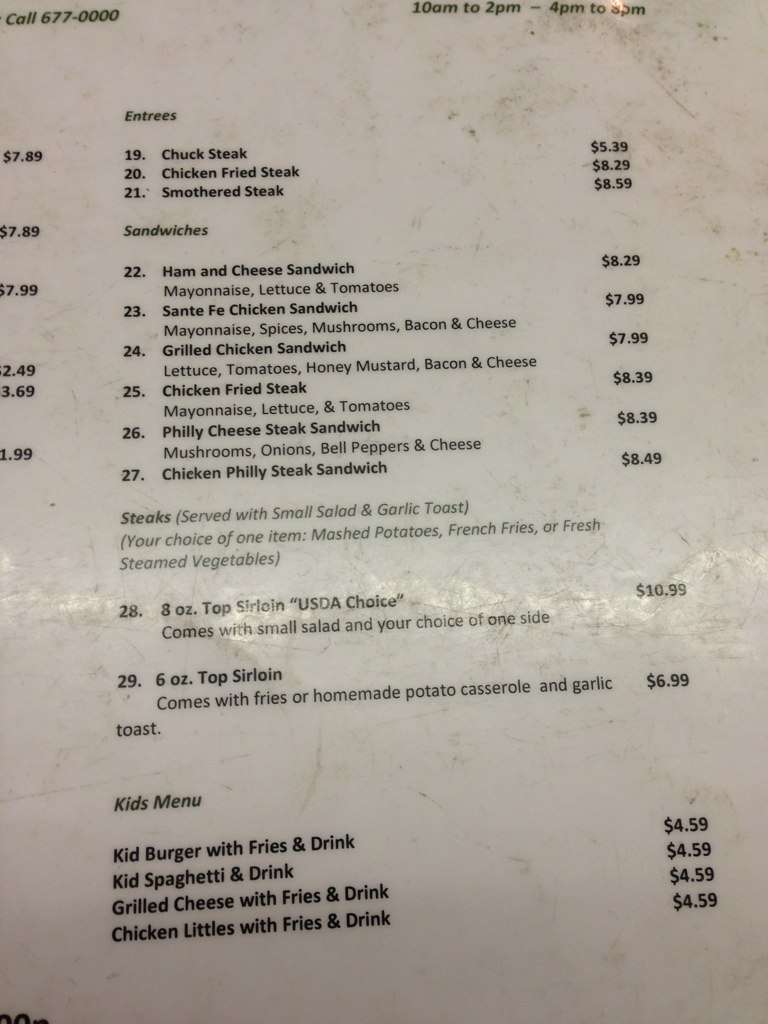 Call 677-0000
10am to 2pm – 4pm to 8pm
$7.89
$7.89
$7.99
2.49
3.69
1.99
Entrees
19. Chuck Steak $5.39
20. Chicken Fried Steak $8.29
21. Smothered Steak $8.59
Sandwiches
22. Ham and Cheese Sandwich $8.29
Mayonnaise, Lettuce & Tomatoes
23. Sante Fe Chicken Sandwich $7.99
Mayonnaise, Spices, Mushrooms, Bacon & Cheese
24. Grilled Chicken Sandwich $7.99
Lettuce, Tomatoes, Honey Mustard, Bacon & Cheese
25. Chicken Fried Steak $8.39
Mayonnaise, Lettuce, & Tomatoes
26. Philly Cheese Steak Sandwich $8.39
Mushrooms, Onions, Bell Peppers & Cheese
27. Chicken Philly Steak Sandwich $8.49
Steaks (Served with Small Salad & Garlic Toast)
(Your choice of one item: Mashed Potatoes, French Fries, or Fresh
Steamed Vegetables)
28. 8 oz. Top Sirloin “USDA Choice” $10.99
Comes with small salad and your choice of one side
29. 6 oz. Top Sirloin
Comes with fries or homemade potato casserole and garlic $6.99
toast.
Kids Menu
Kid Burger with Fries & Drink $4.59
Kid Spaghetti & Drink $4.59
Grilled Cheese with Fries & Drink $4.59
Chicken Littles with Fries & Drink $4.59